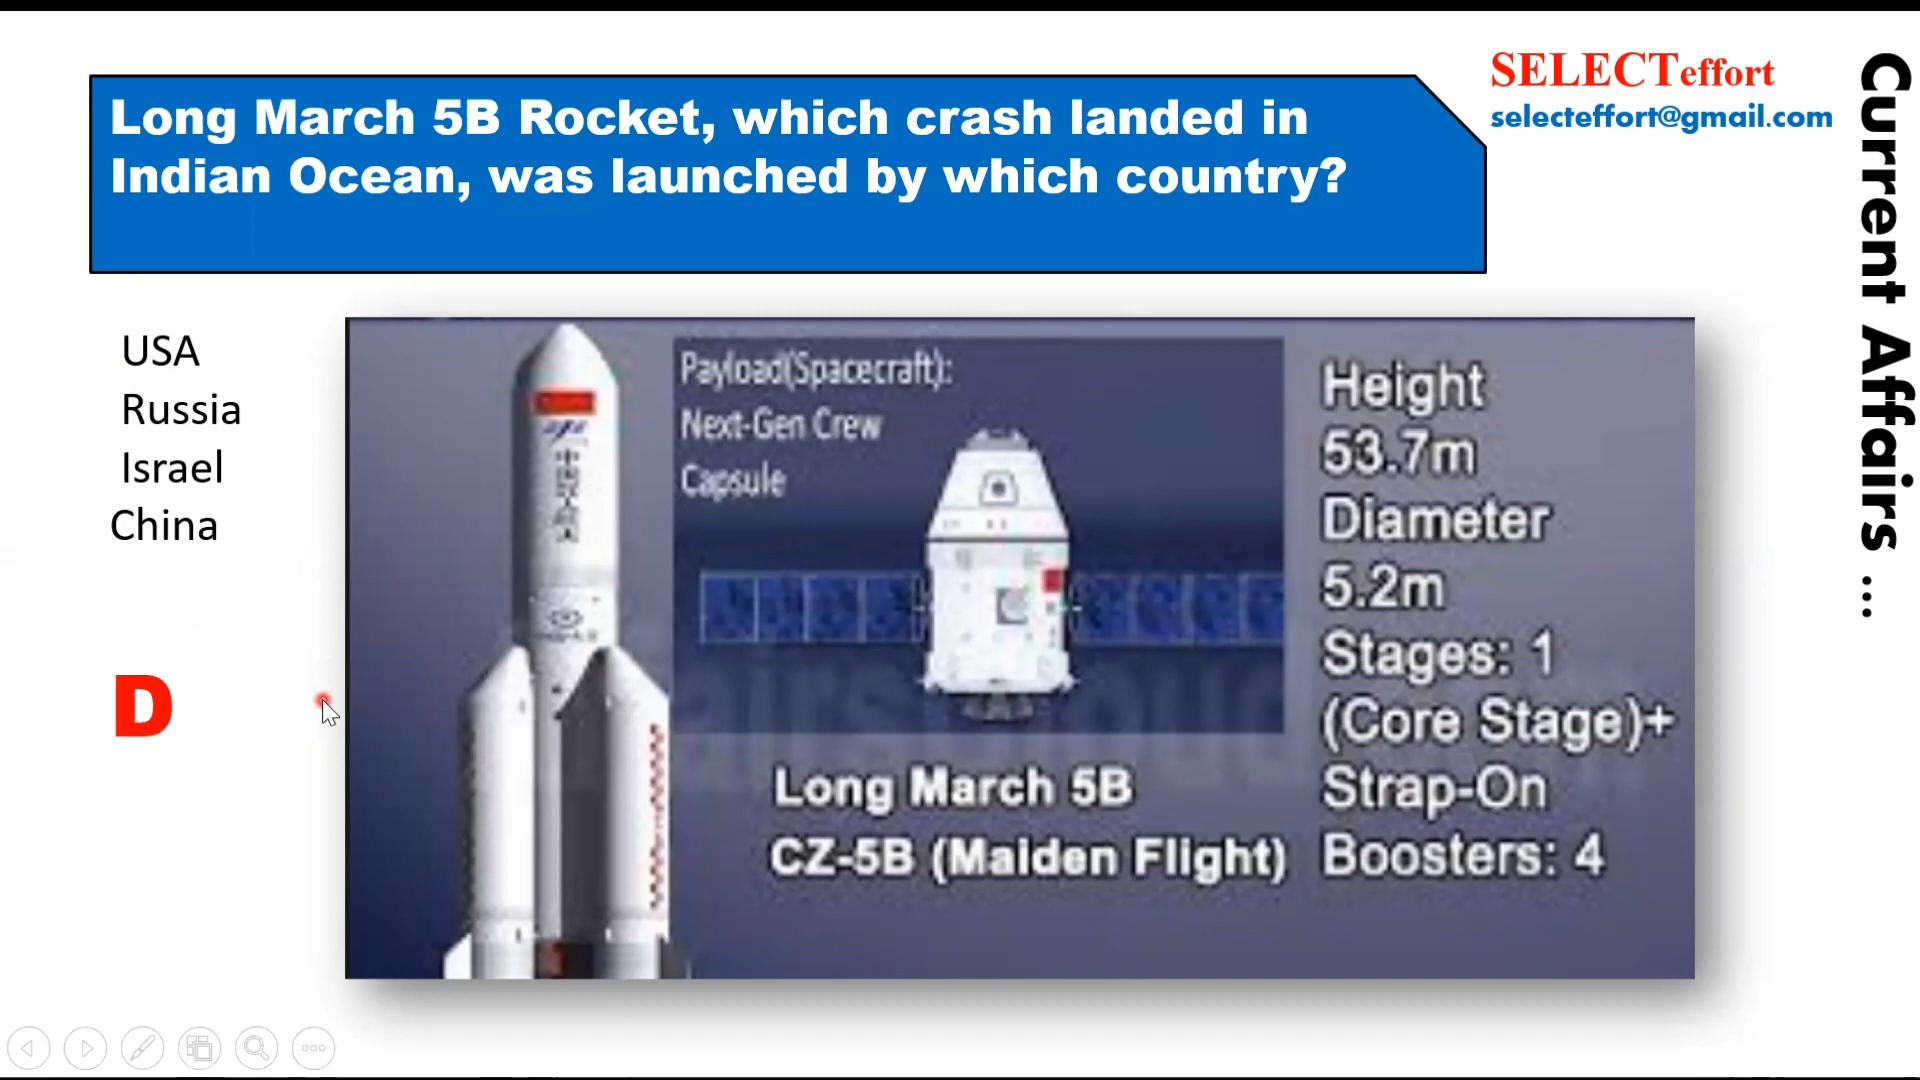 SELECTeffort
selecteffort@gmail.com
Current Affairs ...
Long March 5B Rocket, which crash landed in
Indian Ocean, was launched by which country?
USA
Russia
Israel
China
D
Payload(Spacecraft):
Next-Gen Crew
Capsule
Long March 5B
CZ-5B (Maiden Flight)
Height
53.7m
Diameter
5.2m
Stages: 1
(Core Stage)+
Strap-On
Boosters: 4